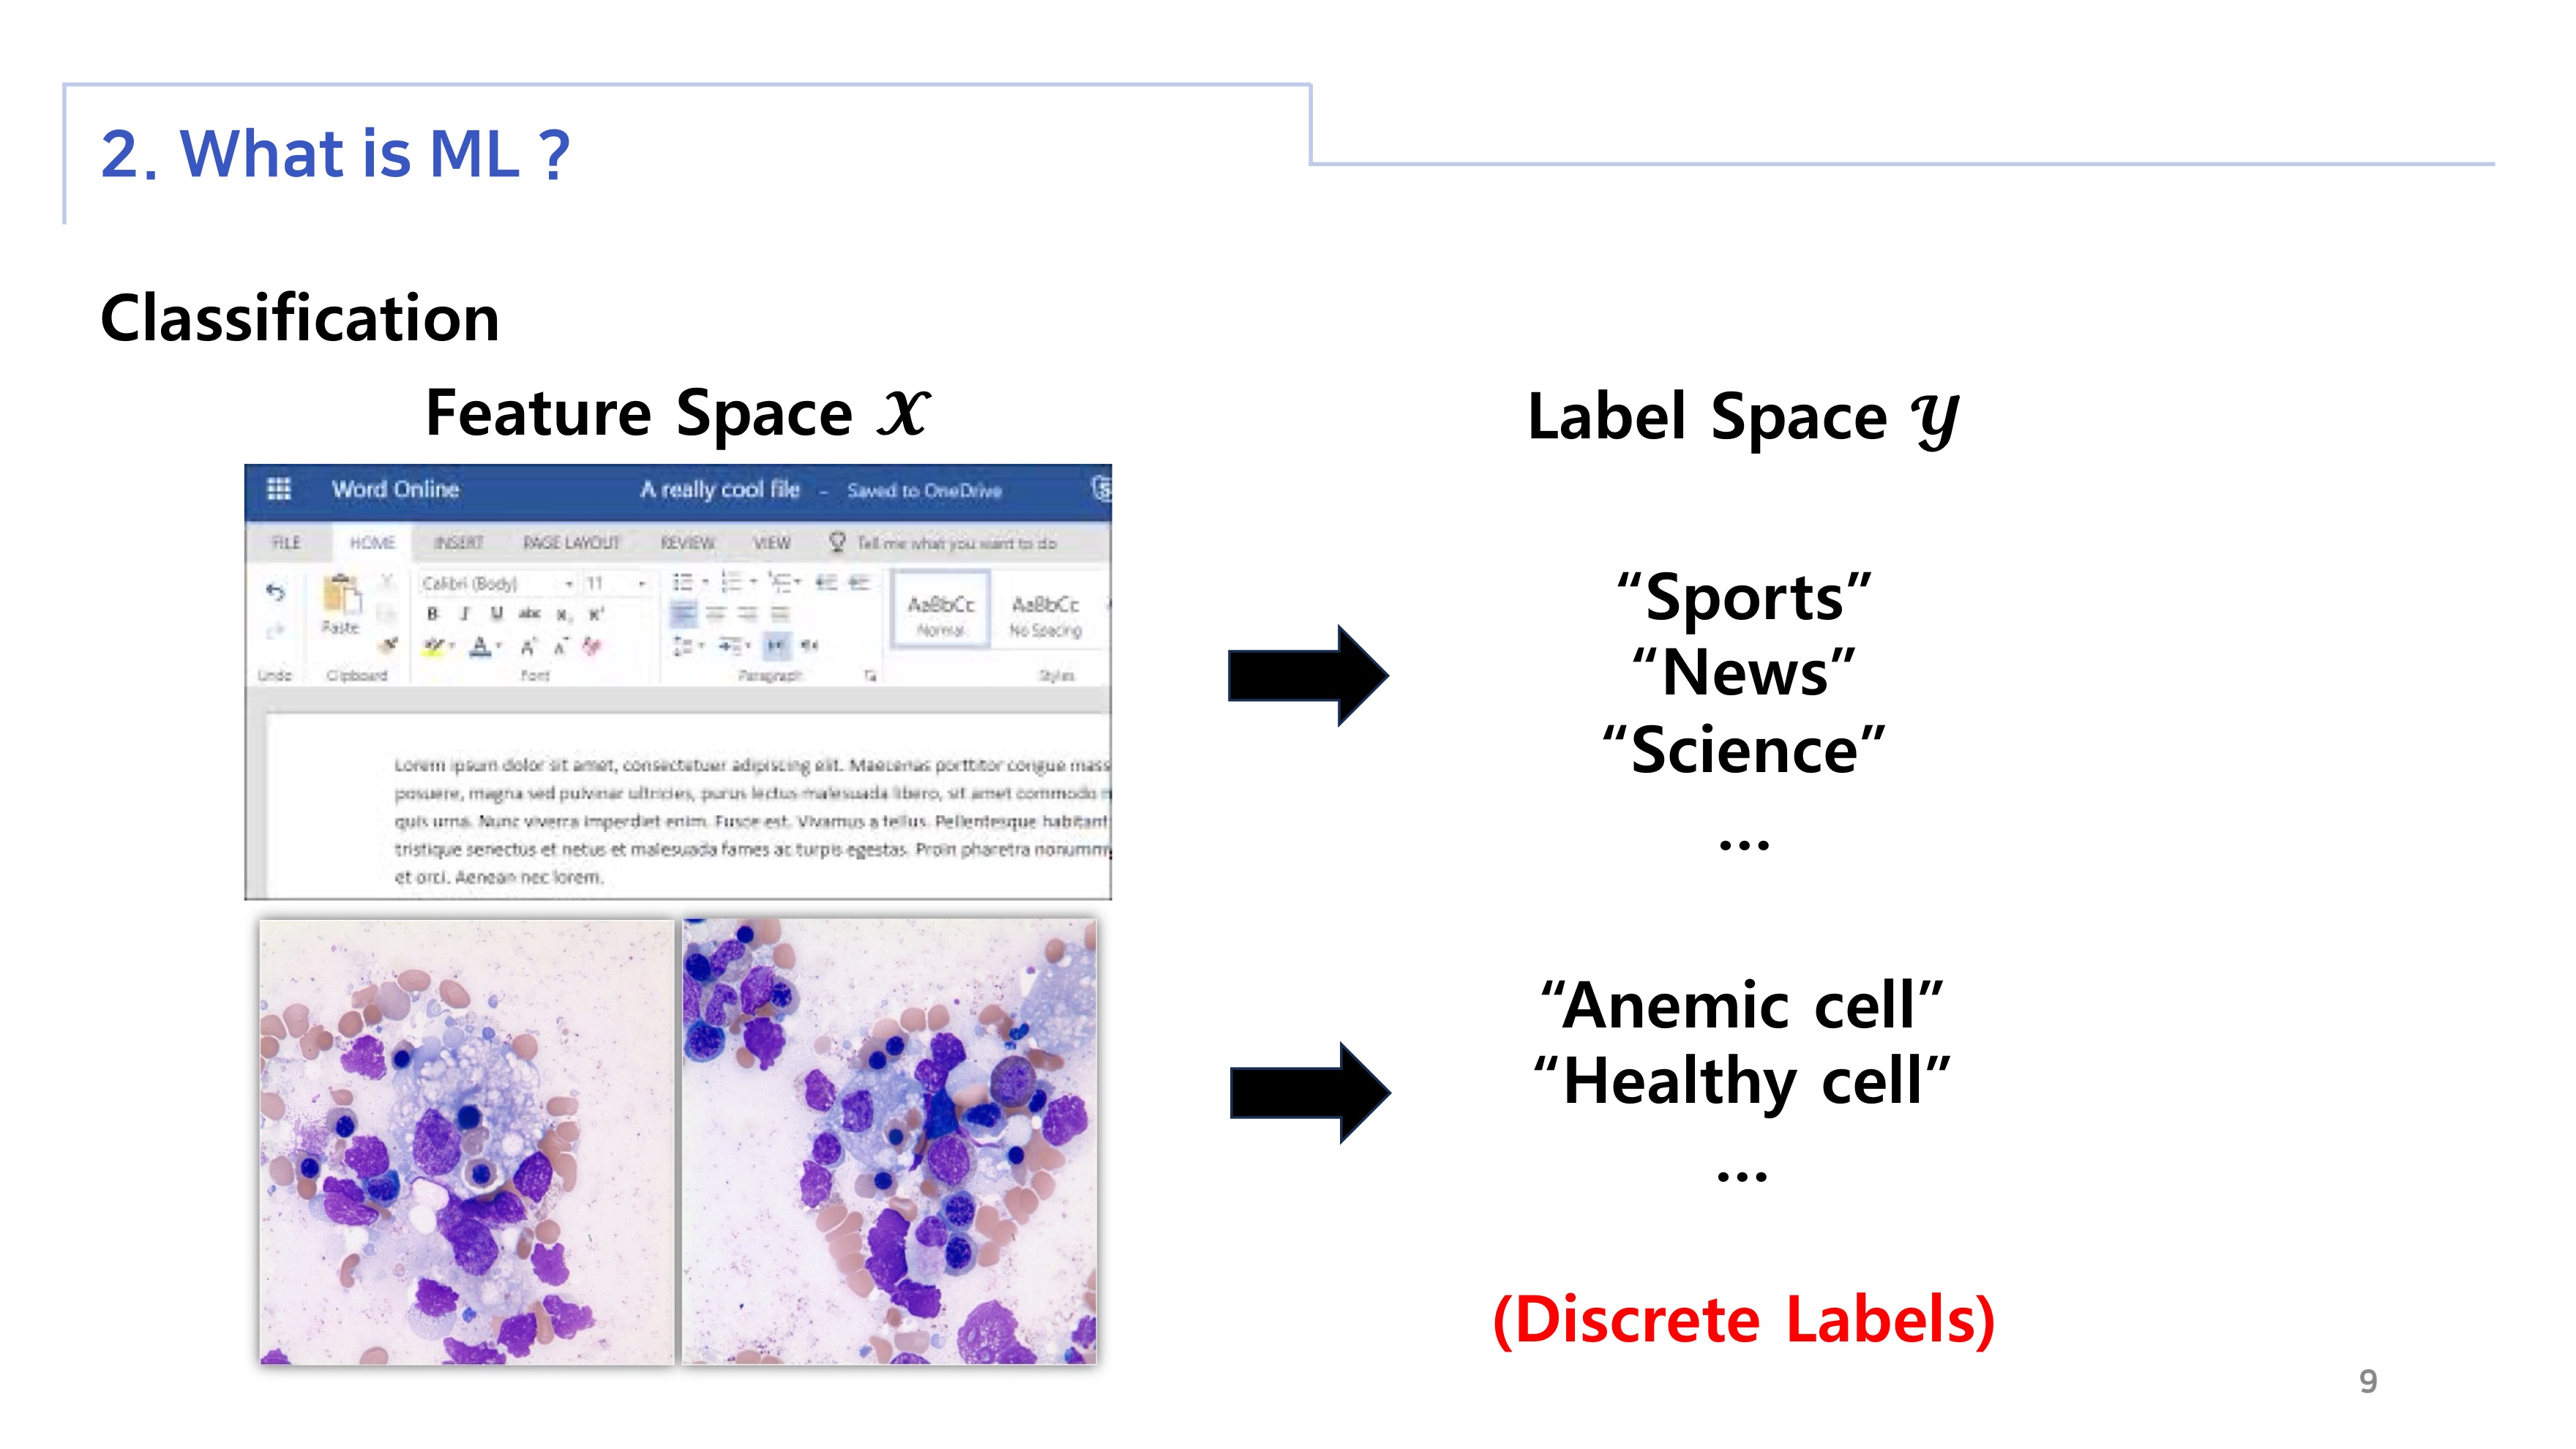 2. What is ML ?
Classification
Feature Space 𝒳
Label Space 𝒴
Word Online
A really cool file - Saved to OneDrive
FILE HOME INSERT PAGE LAYOUT REVIEW VIEW Tell me what you want to do
Calibri (Body) 11
Paste
B I U abc x, x'
AaBbCc AaBbCc
Normal No Spacing
Undo Clipboard Font Paragraph Styles
Lorem ipsum dolor sit amet, consectetuer adipiscing elit. Maecenas porttitor congue mass
posuere, magna sed pulvinar ultricies, purus lectus malesuada libero, sit amet commodo
quis urna. Nunc viverra imperdiet enim. Fusce est. Vivamus a tellus. Pellentesque habitant
tristique senectus et netus et malesuada fames ac turpis egestas. Proin pharetra nonumm
et orci. Aenean nec lorem.
“Sports”
“News”
“Science”
...
“Anemic cell”
“Healthy cell”
...
(Discrete Labels)
9